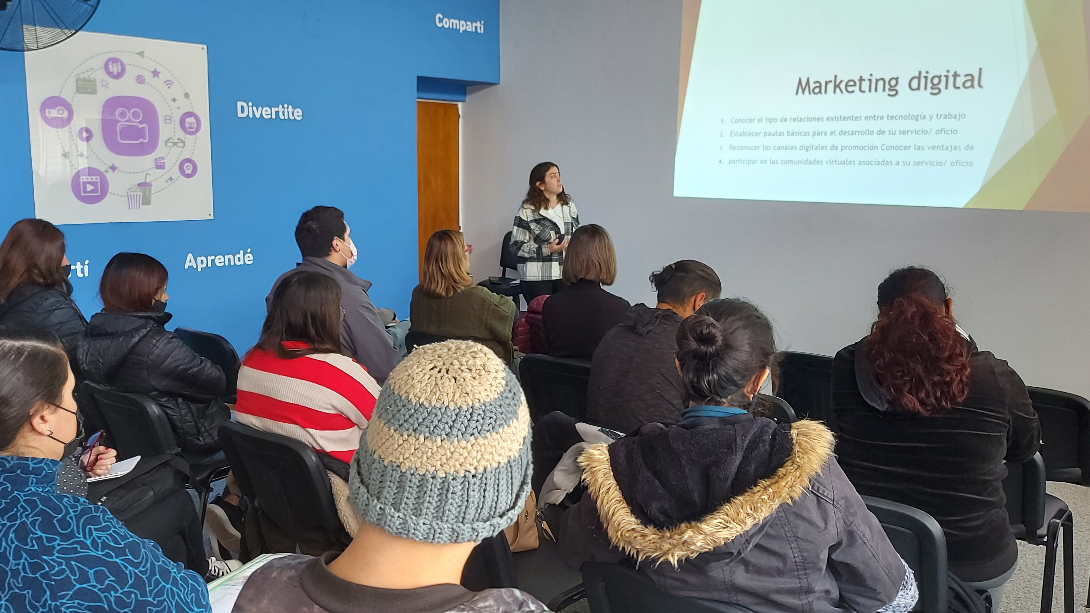 Compartí
Divertite
Aprendé
tí
Marketing digital
1. Conocer el tipo de relaciones existentes entre tecnología y trabajo
2. Establecer pautas básicas para el desarrollo de su servicio/ oficio
3. Reconocer los canales digitales de promoción Conocer las ventajas de
4. participar en las comunidades virtuales asociadas a su servicio/ oficio